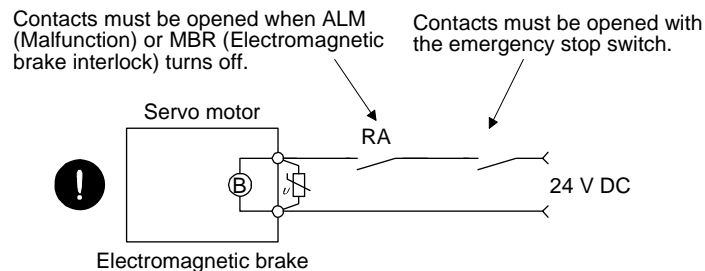 Contacts must be opened when ALM
(Malfunction) or MBR (Electromagnetic
brake interlock) turns off.
Contacts must be opened with
the emergency stop switch.
Servo motor
RA
B
υ
24 V DC
Electromagnetic brake